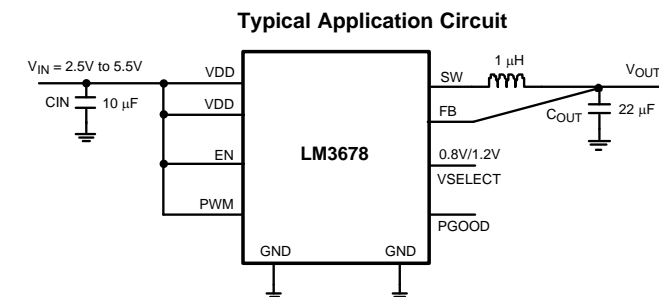 Typical Application Circuit
V_IN = 2.5V to 5.5V
CIN
10 μF
VDD
VDD
EN
PWM
LM3678
GND
GND
SW
FB
0.8V/1.2V
VSELECT
PGOOD
1 μH
V_OUT
C_OUT
22 μF